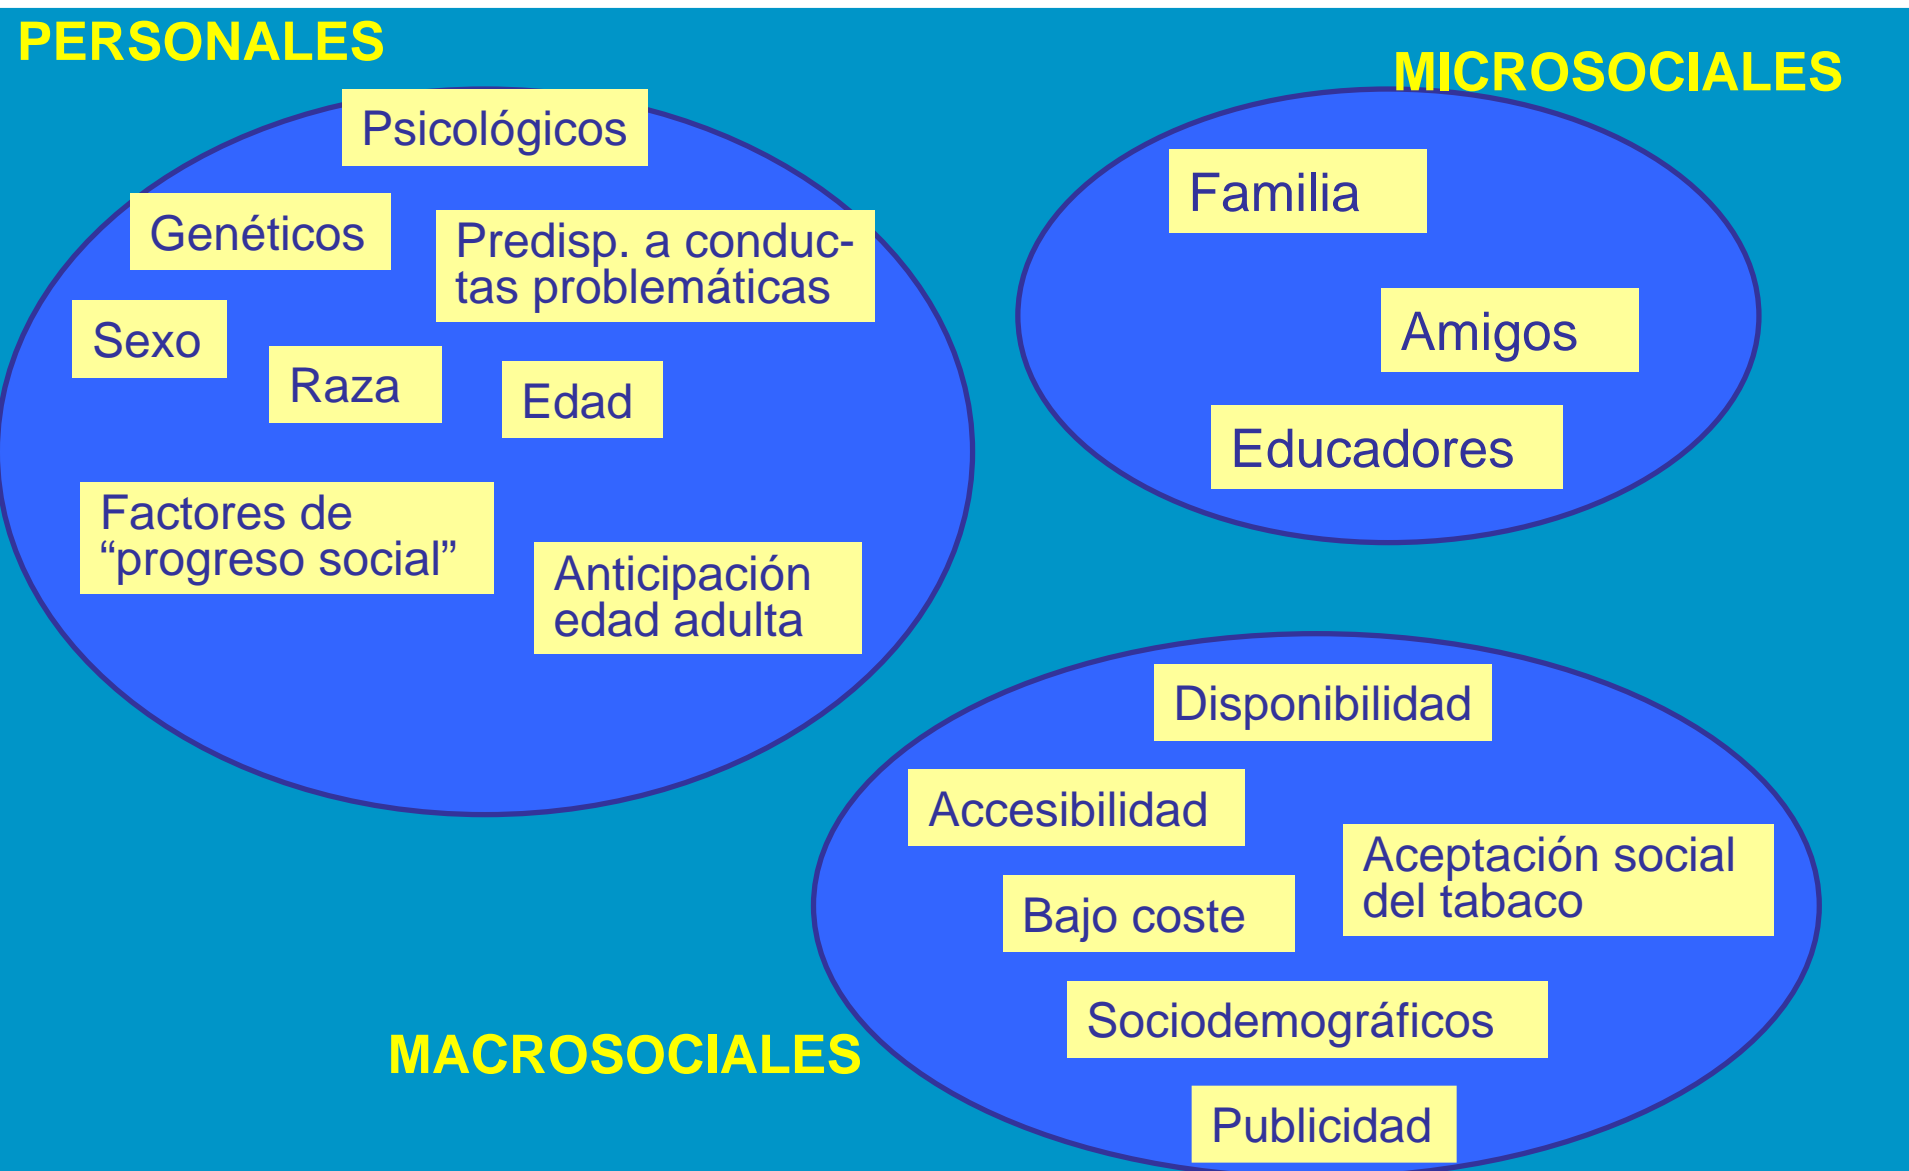 PERSONALES
Psicológicos
Genéticos
Predisp. a conduc-
tas problemáticas
Sexo
Raza
Edad
Factores de
“progreso social”
Anticipación
edad adulta
MICROSOCIALES
Familia
Amigos
Educadores
MACROSOCIALES
Disponibilidad
Accesibilidad
Aceptación social
del tabaco
Bajo coste
Sociodemográficos
Publicidad